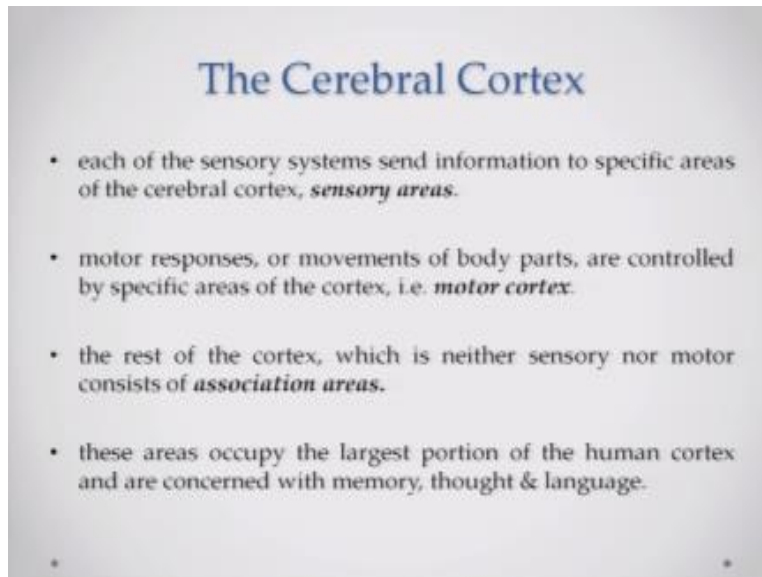 The Cerebral Cortex
• each of the sensory systems send information to specific areas
of the cerebral cortex, sensory areas.
• motor responses, or movements of body parts, are controlled
by specific areas of the cortex, i.e. motor cortex.
• the rest of the cortex, which is neither sensory nor motor
consists of association areas.
• these areas occupy the largest portion of the human cortex
and are concerned with memory, thought & language.